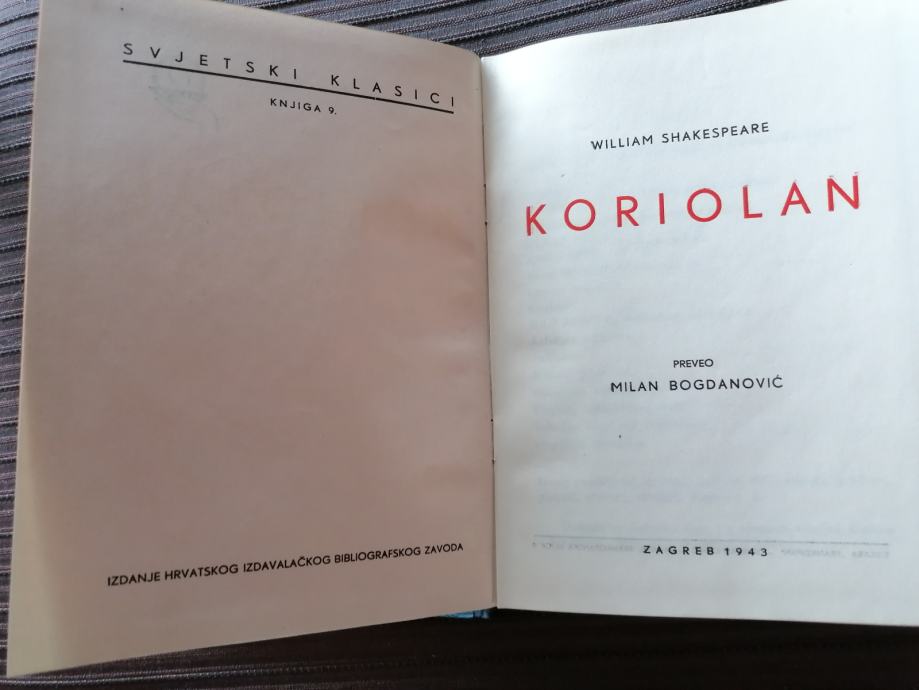 SVJETSKI KLASICI
KNJIGA 9.
IZDANJE HRVATSKOG IZDAVALAČKOG BIBLIOGRAFSKOG ZAVODA
WILLIAM SHAKESPEARE
KORIOLAN
PREVEO
MILAN BOGDANOVIĆ
ZAGREB 1943